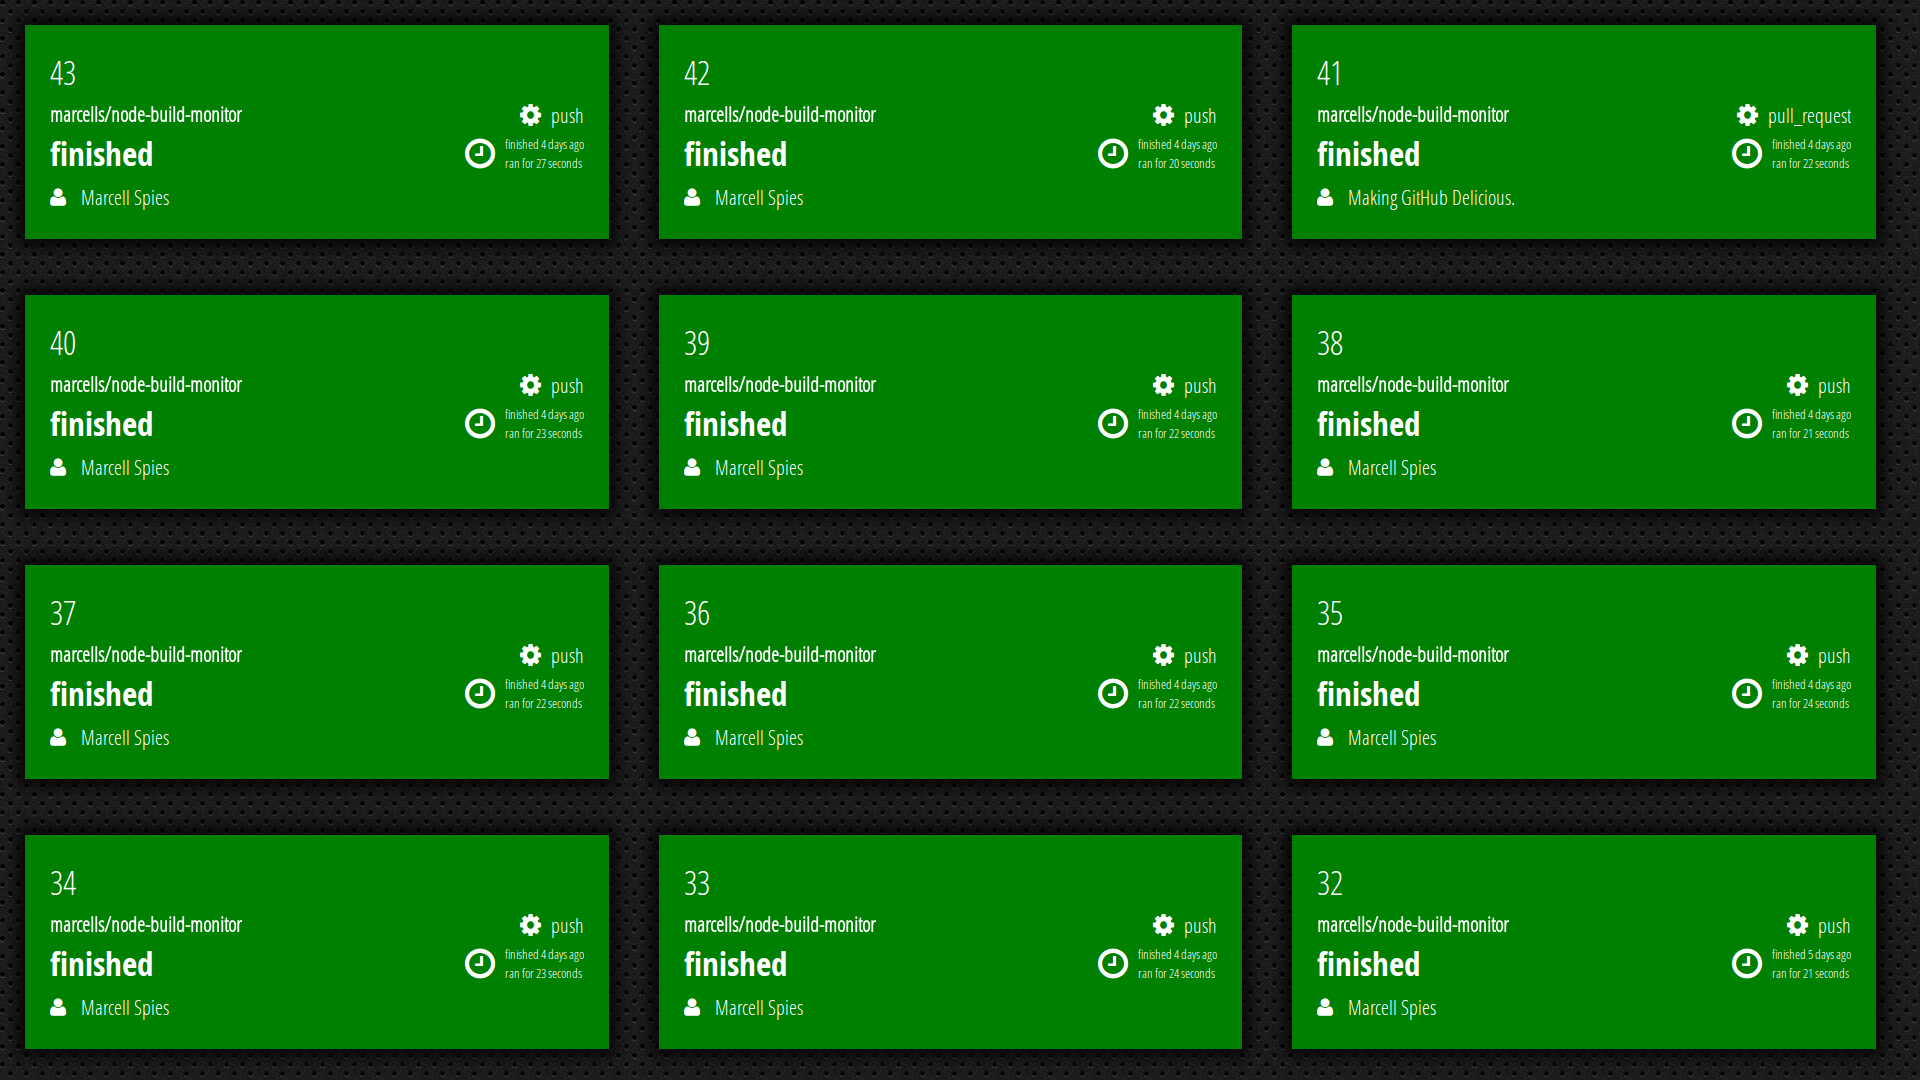 43
marcells/node-build-monitor
push
finished
finished 4 days ago
ran for 27 seconds
Marcell Spies
42
marcells/node-build-monitor
push
finished
finished 4 days ago
ran for 20 seconds
Marcell Spies
41
marcells/node-build-monitor
pull_request
finished
finished 4 days ago
ran for 22 seconds
Making GitHub Delicious.
40
marcells/node-build-monitor
push
finished
finished 4 days ago
ran for 23 seconds
Marcell Spies
39
marcells/node-build-monitor
push
finished
finished 4 days ago
ran for 22 seconds
Marcell Spies
38
marcells/node-build-monitor
push
finished
finished 4 days ago
ran for 21 seconds
Marcell Spies
37
marcells/node-build-monitor
push
finished
finished 4 days ago
ran for 22 seconds
Marcell Spies
36
marcells/node-build-monitor
push
finished
finished 4 days ago
ran for 22 seconds
Marcell Spies
35
marcells/node-build-monitor
push
finished
finished 4 days ago
ran for 24 seconds
Marcell Spies
34
marcells/node-build-monitor
push
finished
finished 4 days ago
ran for 23 seconds
Marcell Spies
33
marcells/node-build-monitor
push
finished
finished 4 days ago
ran for 24 seconds
Marcell Spies
32
marcells/node-build-monitor
push
finished
finished 5 days ago
ran for 21 seconds
Marcell Spies